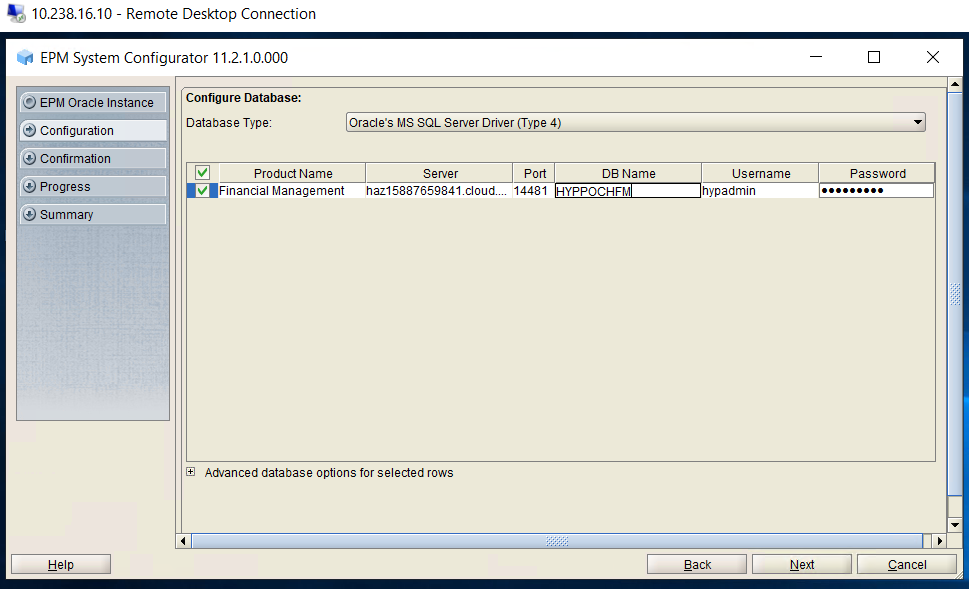 10.238.16.10 - Remote Desktop Connection
EPM System Configurator 11.2.1.0.000
EPM Oracle Instance
Configuration
Confirmation
Progress
Summary
Configure Database:
Database Type: Oracle's MS SQL Server Driver (Type 4)
Product Name Server Port DB Name Username Password
Financial Management haz15887659841.cloud.... 14481 HYPPOCHFM hypadmin •••••••••
Advanced database options for selected rows
Help Back Next Cancel